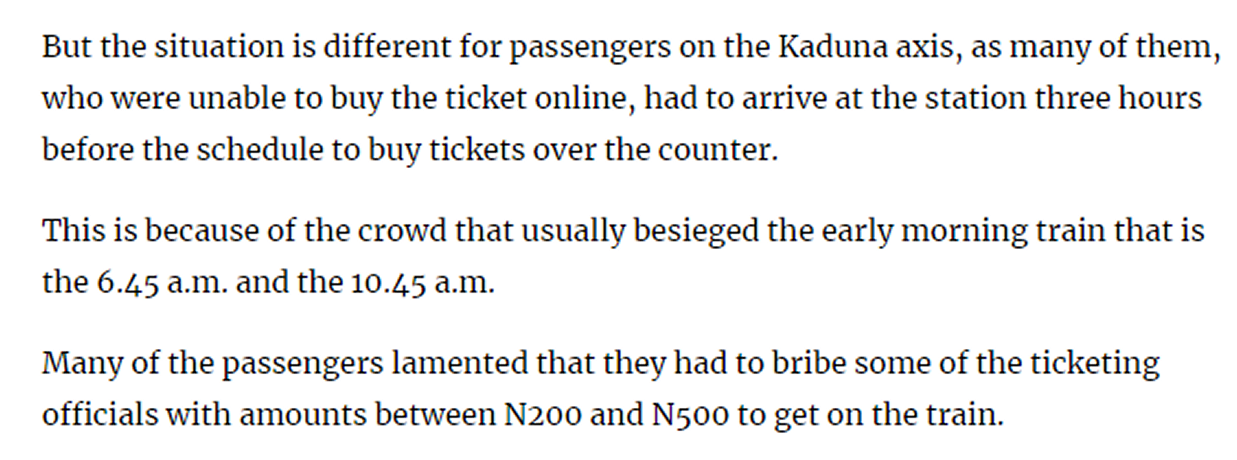 But the situation is different for passengers on the Kaduna axis, as many of them,
who were unable to buy the ticket online, had to arrive at the station three hours
before the schedule to buy tickets over the counter.
This is because of the crowd that usually besieged the early morning train that is
the 6.45 a.m. and the 10.45 a.m.
Many of the passengers lamented that they had to bribe some of the ticketing
officials with amounts between N200 and N500 to get on the train.